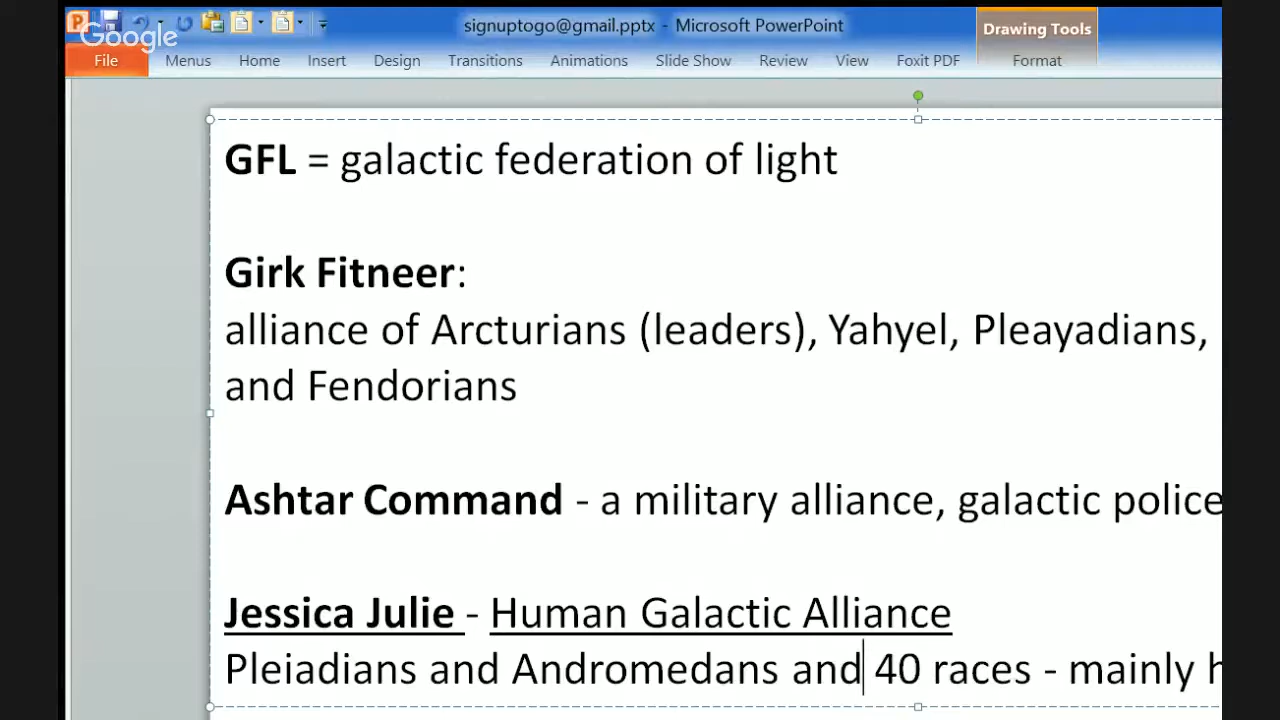 signuptogo@gmail.pptx - Microsoft PowerPoint
Drawing Tools
Google
File Menus Home Insert Design Transitions Animations Slide Show Review View Foxit PDF Format
GFL = galactic federation of light
Girk Fitneer:
alliance of Arcturians (leaders), Yahyel, Pleayadians,
and Fendorians
Ashtar Command - a military alliance, galactic police
Jessica Julie - Human Galactic Alliance
Pleiadians and Andromedans and 40 races - mainly h